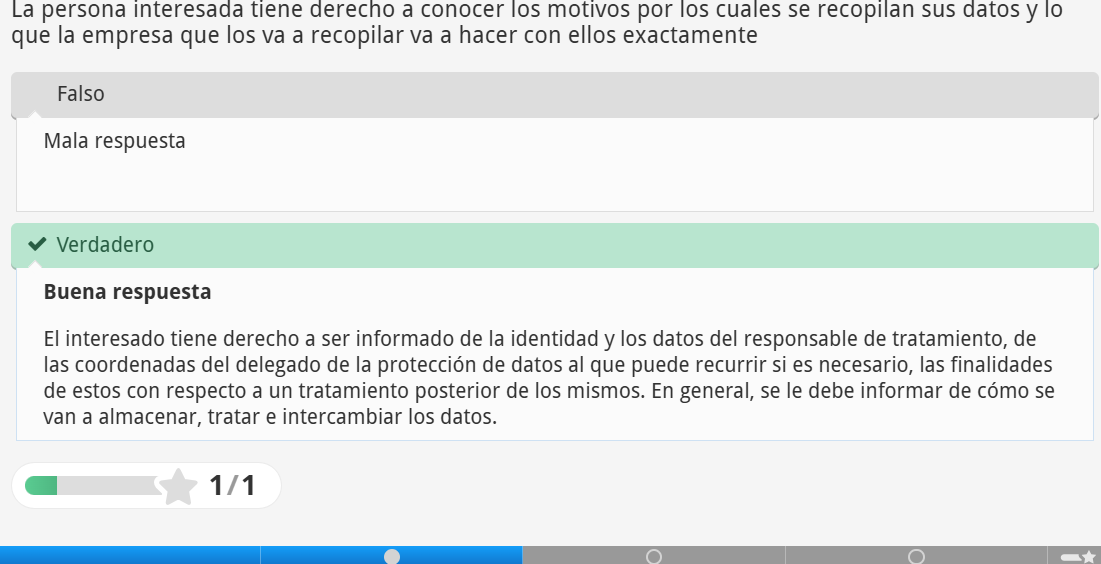 La persona interesada tiene derecho a conocer los motivos por los cuales se recopilan sus datos y lo
que la empresa que los va a recopilar va a hacer con ellos exactamente
Falso
Mala respuesta
Verdadero
Buena respuesta
El interesado tiene derecho a ser informado de la identidad y los datos del responsable de tratamiento, de
las coordenadas del delegado de la protección de datos al que puede recurrir si es necesario, las finalidades
de estos con respecto a un tratamiento posterior de los mismos. En general, se le debe informar de cómo se
van a almacenar, tratar e intercambiar los datos.
1/1